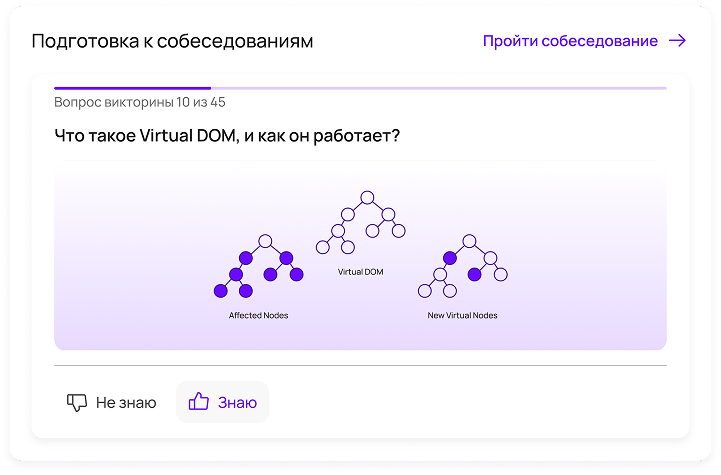 Подготовка к собеседованиям
Пройти собеседование
Вопрос викторины 10 из 45
Что такое Virtual DOM, и как он работает?
Virtual DOM
Affected Nodes
New Virtual Nodes
Не знаю
Знаю